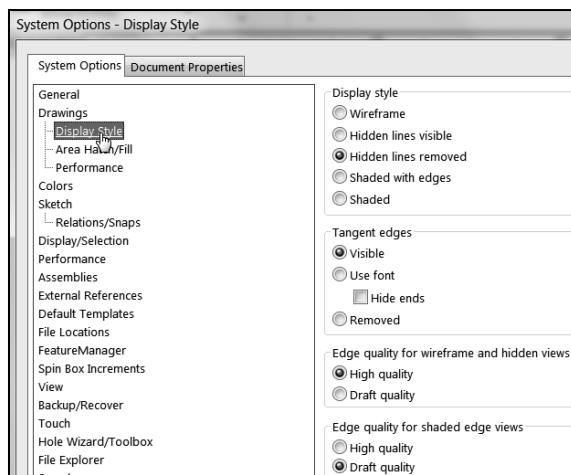 System Options - Display Style
System Options
Document Properties
General
Drawings
Display Style
Area Hatch/Fill
Performance
Colors
Sketch
Relations/Snaps
Display/Selection
Performance
Assemblies
External References
Default Templates
File Locations
FeatureManager
Spin Box Increments
View
Backup/Recover
Touch
Hole Wizard/Toolbox
File Explorer
Display style
Wireframe
Hidden lines visible
Hidden lines removed
Shaded with edges
Shaded
Tangent edges
Visible
Use font
Hide ends
Removed
Edge quality for wireframe and hidden views
High quality
Draft quality
Edge quality for shaded edge views
High quality
Draft quality